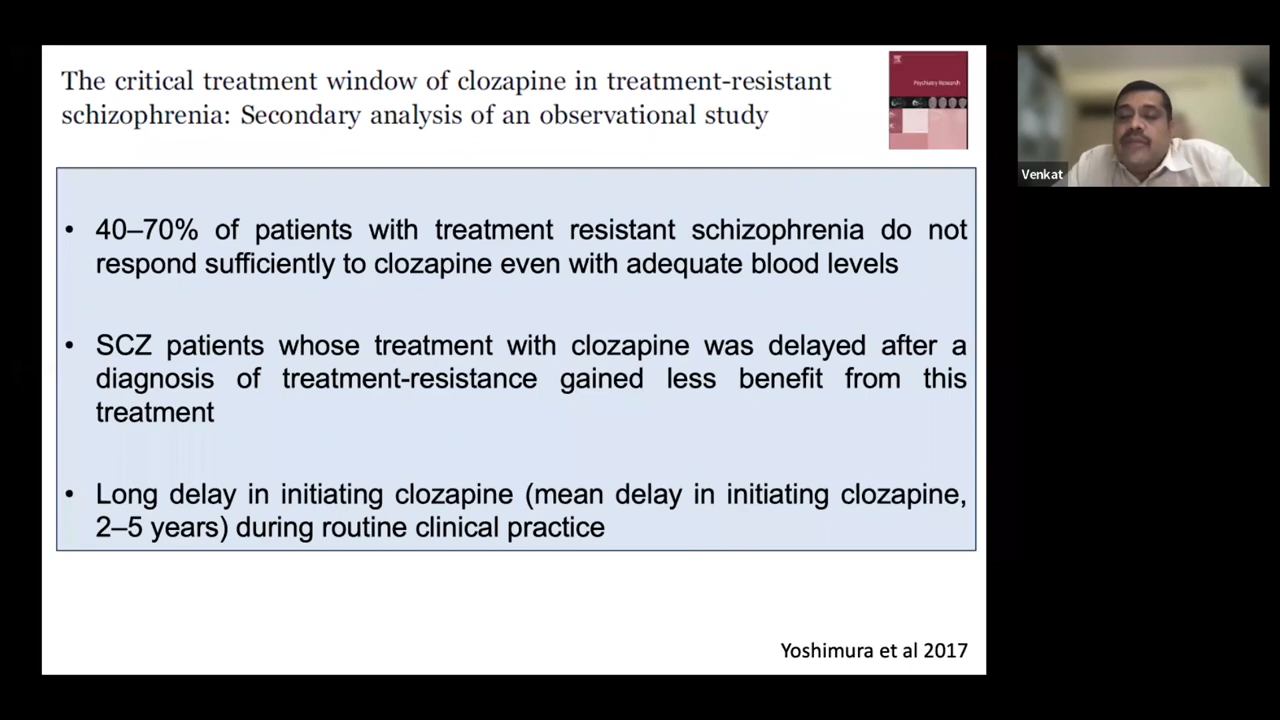 The critical treatment window of clozapine in treatment-resistant
schizophrenia: Secondary analysis of an observational study
Psychiatry Research
Venkat
• 40–70% of patients with treatment resistant schizophrenia do not
respond sufficiently to clozapine even with adequate blood levels
• SCZ patients whose treatment with clozapine was delayed after a
diagnosis of treatment-resistance gained less benefit from this
treatment
• Long delay in initiating clozapine (mean delay in initiating clozapine,
2–5 years) during routine clinical practice
Yoshimura et al 2017